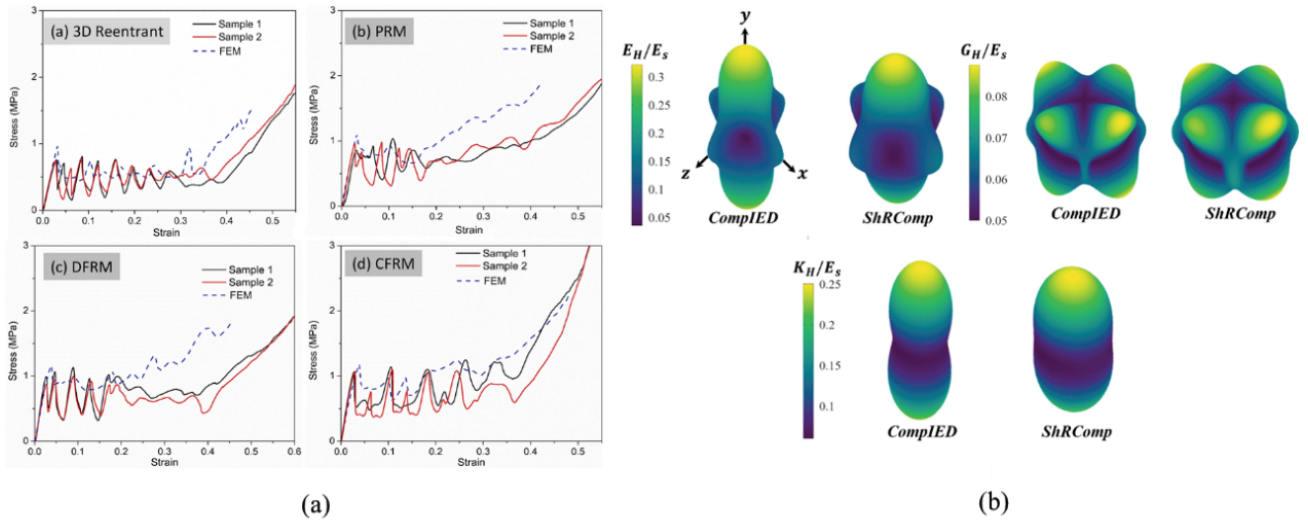 (a) 3D Reentrant
Sample 1
Sample 2
FEM
Stress (MPa)
3
2
1
0
0.0 0.1 0.2 0.3 0.4 0.5
Strain
(b) PRM
Sample 1
Sample 2
FEM
Stress (MPa)
3
2
1
0
0.0 0.1 0.2 0.3 0.4 0.5
Strain
(c) DFRM
Sample 1
Sample 2
FEM
Stress (MPa)
3
2
1
0
0.0 0.1 0.2 0.3 0.4 0.5 0.6
Strain
(d) CFRM
Sample 1
Sample 2
FEM
Stress (MPa)
3
2
1
0
0.0 0.1 0.2 0.3 0.4 0.5
Strain
(a)
E_H/E_s
0.3
0.25
0.2
0.15
0.1
0.05
y
z
x
CompIED
ShRComp
G_H/E_s
0.08
0.07
0.06
0.05
CompIED
ShRComp
K_H/E_s
0.25
0.2
0.15
0.1
CompIED
ShRComp
(b)